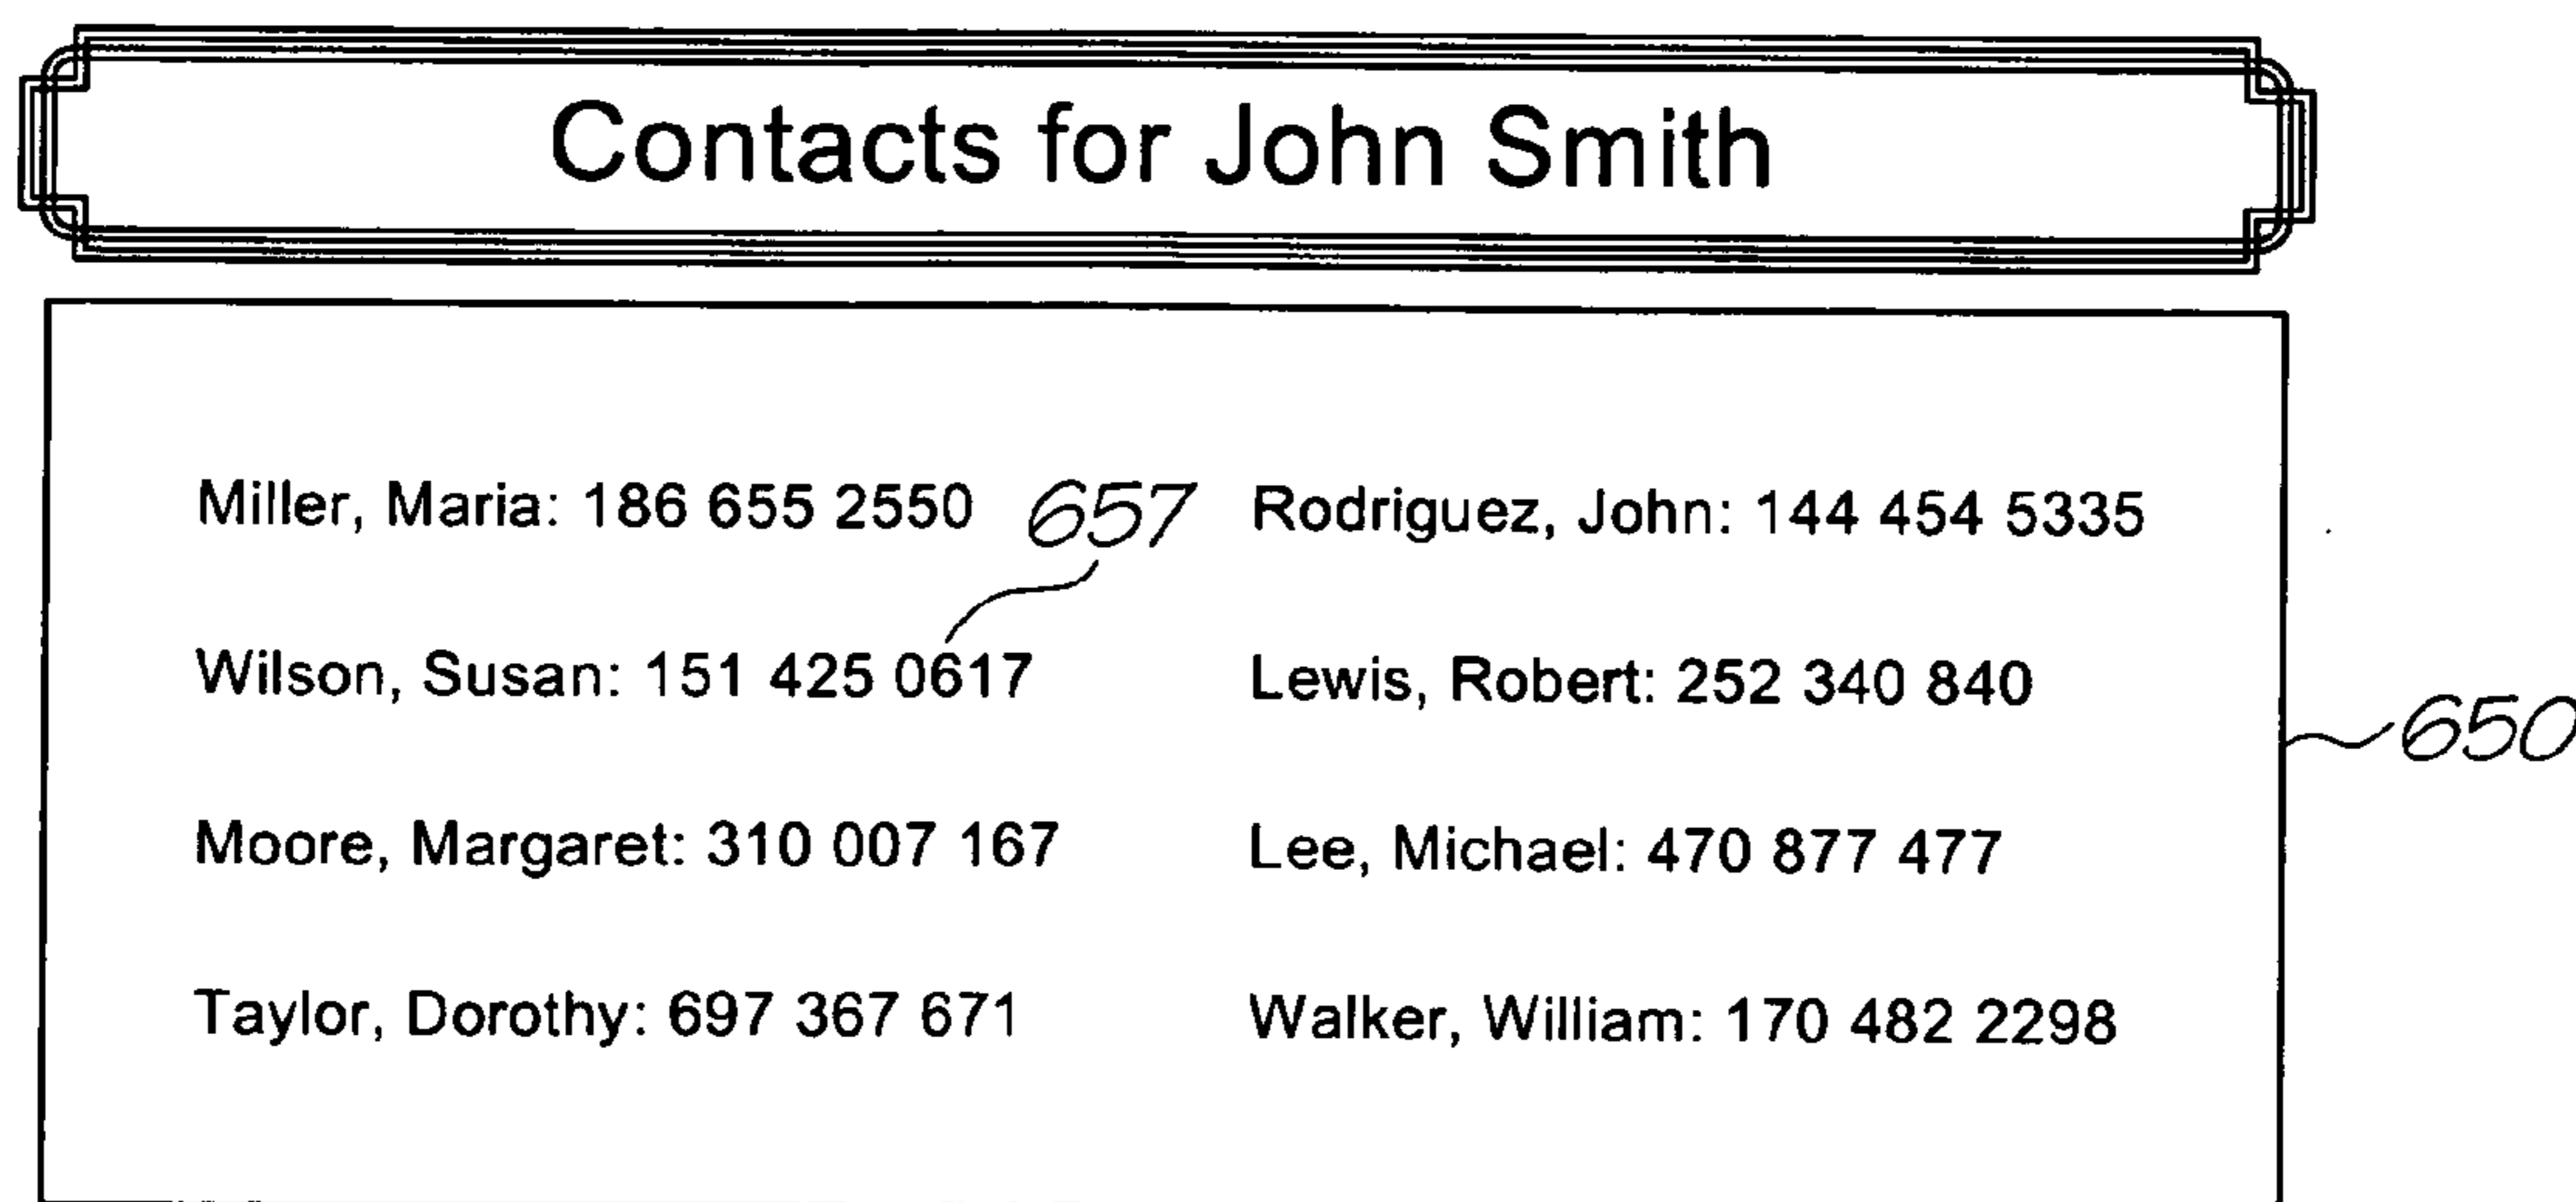 Contacts for John Smith
Miller, Maria: 186 655 2550
657
Rodriguez, John: 144 454 5335
Wilson, Susan: 151 425 0617
Lewis, Robert: 252 340 840
650
Moore, Margaret: 310 007 167
Lee, Michael: 470 877 477
Taylor, Dorothy: 697 367 671
Walker, William: 170 482 2298